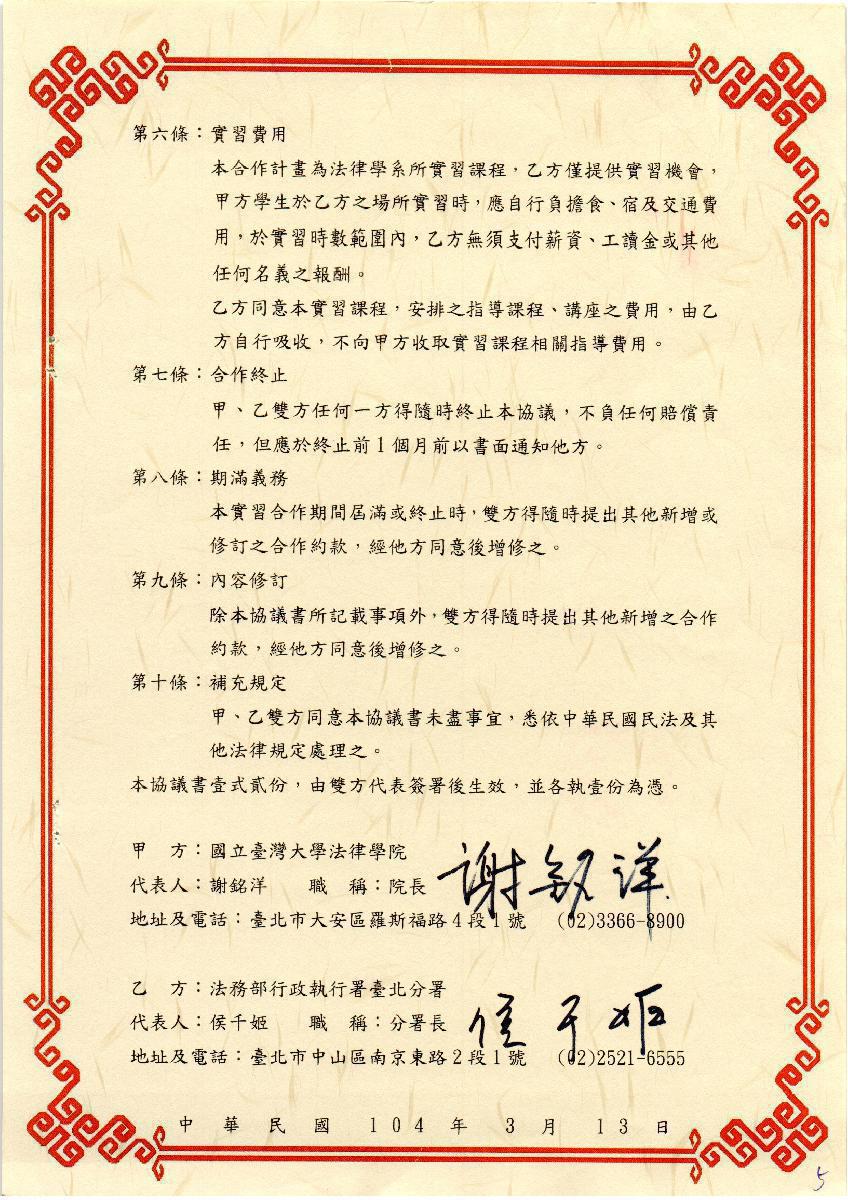 第六條：實習費用
本合作計畫為法律學系所實習課程，乙方僅提供實習機會，
甲方學生於乙方之場所實習時，應自行負擔食、宿及交通費
用，於實習時數範圍內，乙方無須支付薪資、工讀金或其他
任何名義之報酬。
乙方同意本實習課程，安排之指導課程、講座之費用，由乙
方自行吸收，不向甲方收取實習課程相關指導費用。
第七條：合作終止
甲、乙雙方任何一方得隨時終止本協議，不負任何賠償責
任，但應於終止前1個月前以書面通知他方。
第八條：期滿義務
本實習合作期間屆滿或終止時，雙方得隨時提出其他新增或
修訂之合作約款，經他方同意後增修之。
第九條：內容修訂
除本協議書所記載事項外，雙方得隨時提出其他新增之合作
約款，經他方同意後增修之。
第十條：補充規定
甲、乙雙方同意本協議書未盡事宜，悉依中華民國民法及其
他法律規定處理之。
本協議書壹式貳份，由雙方代表簽署後生效，並各執壹份為憑。
甲　方：國立臺灣大學法律學院
代表人：謝銘洋　職　稱：院長 謝銘洋
地址及電話：臺北市大安區羅斯福路4段1號　(02)3366-8900
乙　方：法務部行政執行署臺北分署
代表人：侯千姬　職　稱：分署長 侯千姬
地址及電話：臺北市中山區南京東路2段1號　(02)2521-6555
中華民國 104 年 3 月 13 日
5